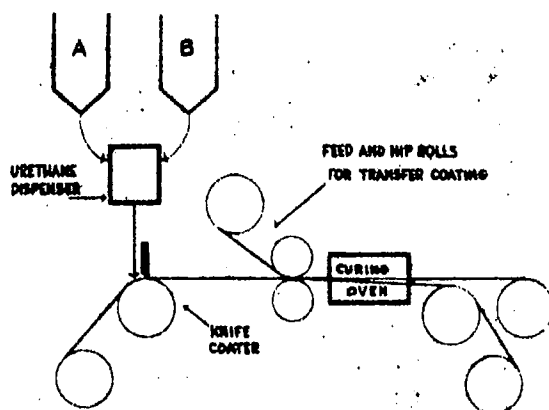 A
B
URETHANE
DISPENSER
FEED AND NIP ROLLS
FOR TRANSFER COATING
CURING
OVEN
KNIFE
COATER